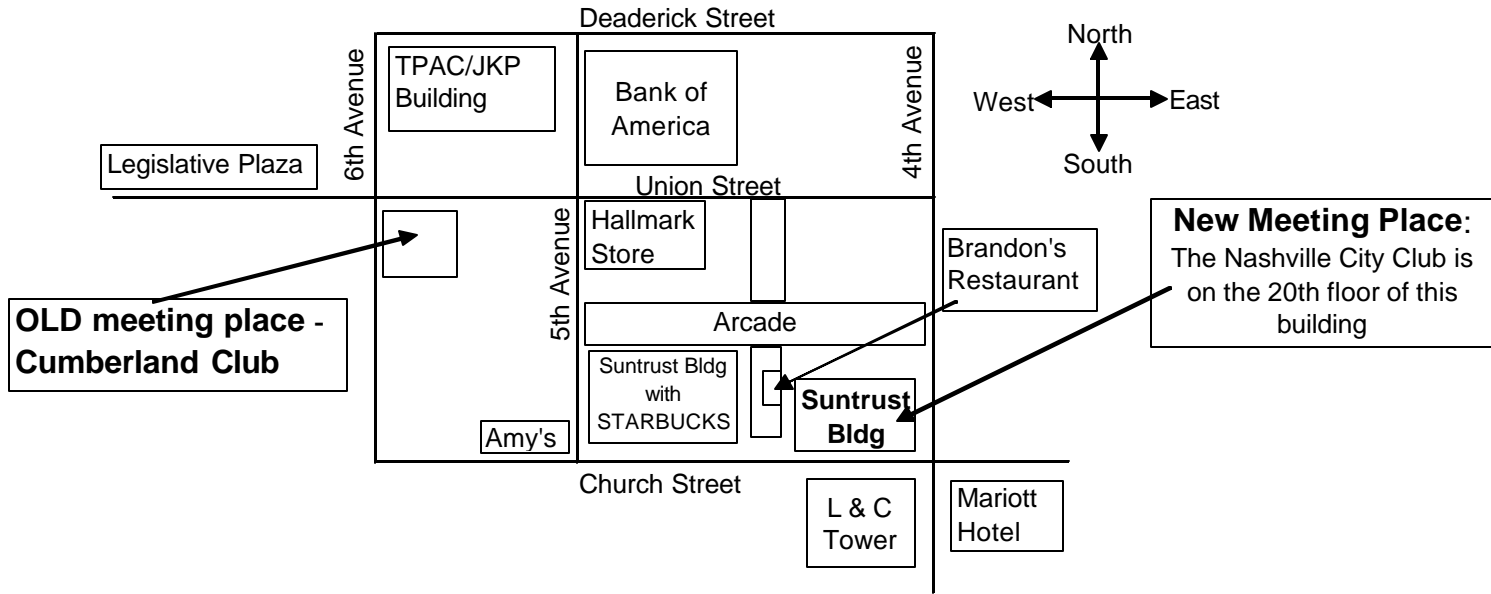 Deaderick Street
6th Avenue
TPAC/JKP
Building
Bank of
America
4th Avenue
North
West
East
South
Legislative Plaza
Union Street
5th Avenue
Hallmark
Store
Brandon's
Restaurant
New Meeting Place:
The Nashville City Club is
on the 20th floor of this
building
OLD meeting place -
Cumberland Club
Arcade
Suntrust Bldg
with
STARBUCKS
Suntrust
Bldg
Amy's
Church Street
L & C
Tower
Mariott
Hotel